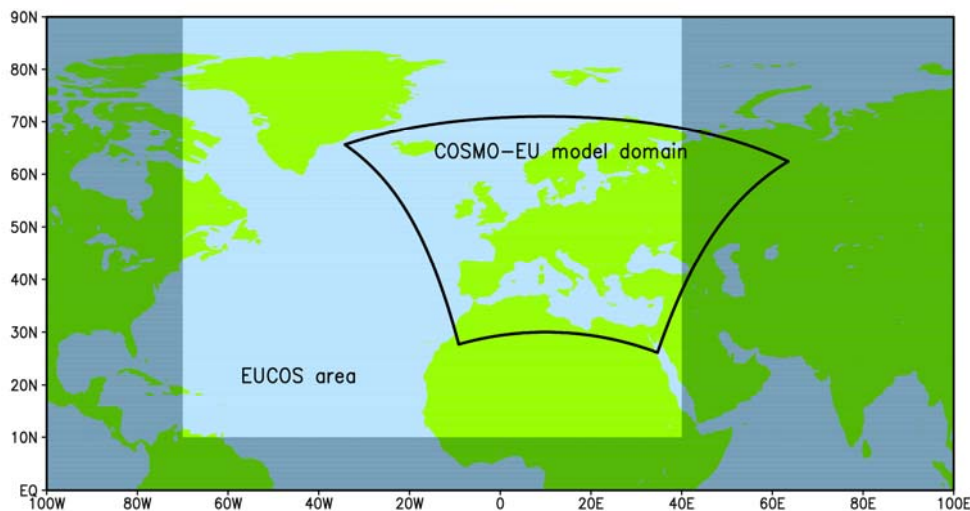 90N
80N
70N
COSMO-EU model domain
60N
50N
40N
30N
EUCOS area
20N
10N
EQ
100W 80W 60W 40W 20W 0 20E 40E 60E 80E 100E